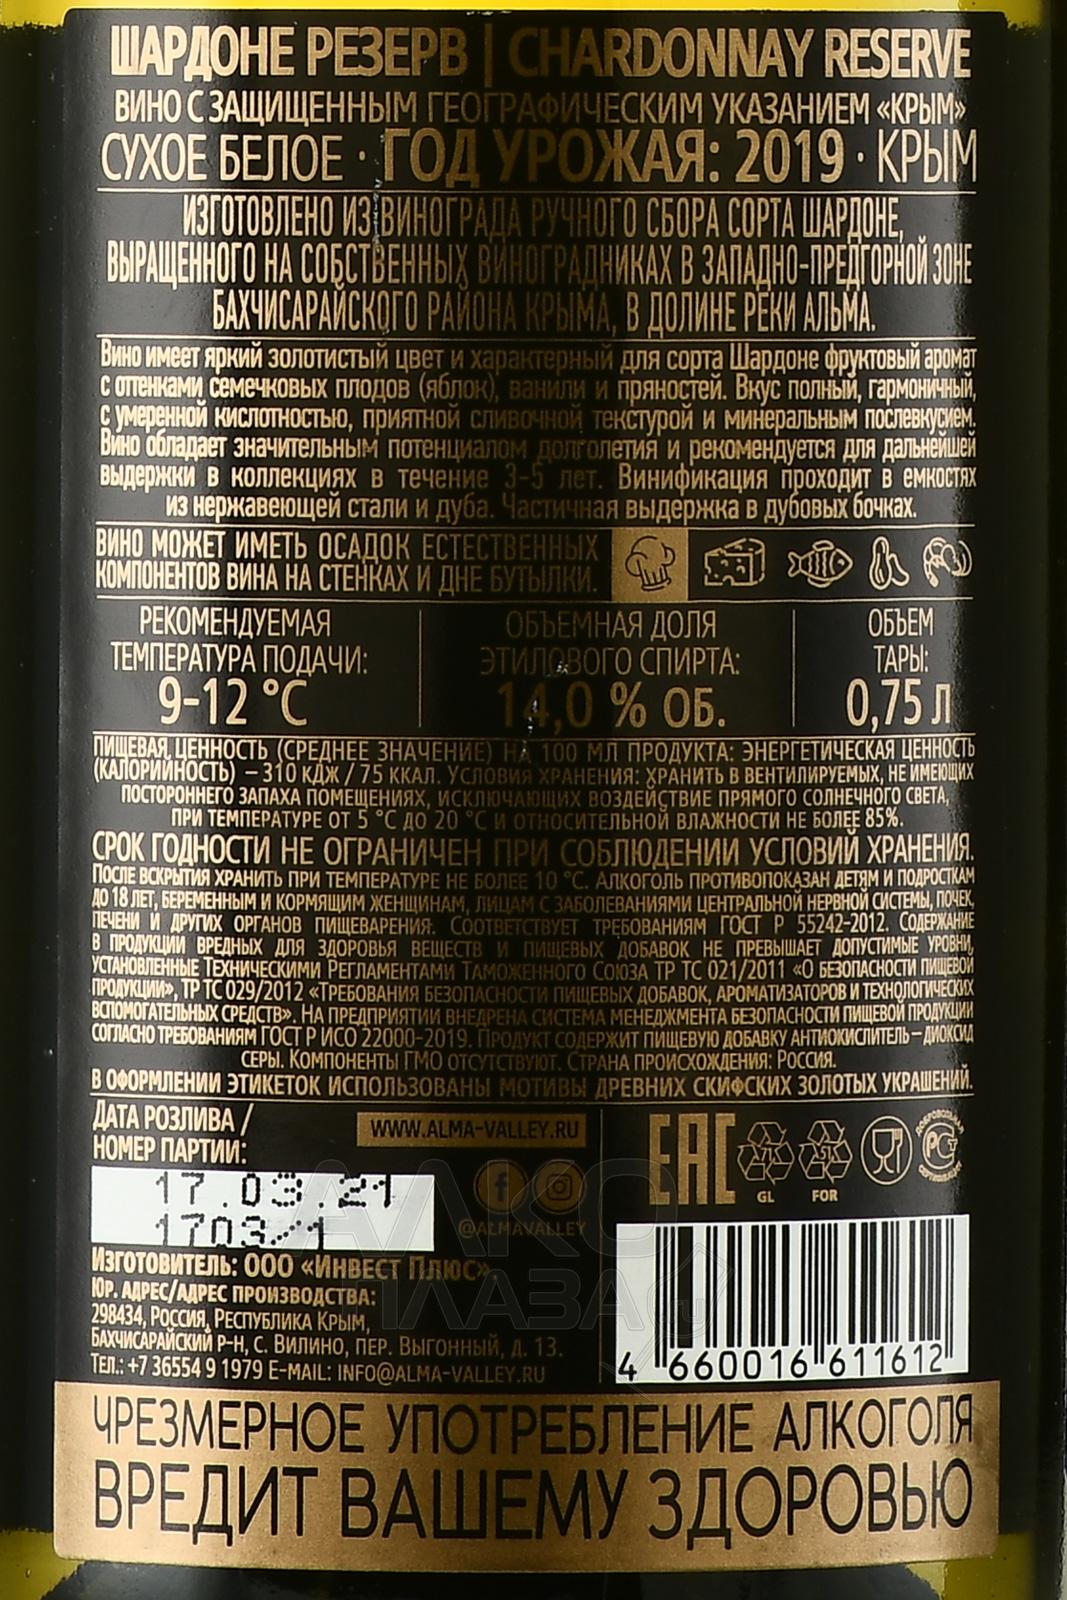 ШАРДОНЕ РЕЗЕРВ | CHARDONNAY RESERVE
ВИНО С ЗАЩИЩЕННЫМ ГЕОГРАФИЧЕСКИМ УКАЗАНИЕМ «КРЫМ»
СУХОЕ БЕЛОЕ · ГОД УРОЖАЯ: 2019 · КРЫМ
ИЗГОТОВЛЕНО ИЗ ВИНОГРАДА РУЧНОГО СБОРА СОРТА ШАРДОНЕ,
ВЫРАЩЕННОГО НА СОБСТВЕННЫХ ВИНОГРАДНИКАХ В ЗАПАДНО-ПРЕДГОРНОЙ ЗОНЕ
БАХЧИСАРАЙСКОГО РАЙОНА КРЫМА, В ДОЛИНЕ РЕКИ АЛЬМА.
Вино имеет яркий золотистый цвет и характерный для сорта Шардоне фруктовый аромат
с оттенками семечковых плодов (яблок), ванили и пряностей. Вкус полный, гармоничный,
с умеренной кислотностью, приятной сливочной текстурой и минеральным послевкусием.
Вино обладает значительным потенциалом долголетия и рекомендуется для дальнейшей
выдержки в коллекциях в течение 3-5 лет. Винификация проходит в емкостях
из нержавеющей стали и дуба. Частичная выдержка в дубовых бочках.
ВИНО МОЖЕТ ИМЕТЬ ОСАДОК ЕСТЕСТВЕННЫХ
КОМПОНЕНТОВ ВИНА НА СТЕНКАХ И ДНЕ БУТЫЛКИ.
РЕКОМЕНДУЕМАЯ
ТЕМПЕРАТУРА ПОДАЧИ:
9-12 °С
ОБЪЕМНАЯ ДОЛЯ
ЭТИЛОВОГО СПИРТА:
14,0 % ОБ.
ОБЪЕМ
ТАРЫ:
0,75 Л
ПИЩЕВАЯ ЦЕННОСТЬ (СРЕДНЕЕ ЗНАЧЕНИЕ) НА 100 МЛ ПРОДУКТА: ЭНЕРГЕТИЧЕСКАЯ ЦЕННОСТЬ
(КАЛОРИЙНОСТЬ) – 310 КДЖ / 75 ККАЛ. УСЛОВИЯ ХРАНЕНИЯ: ХРАНИТЬ В ВЕНТИЛИРУЕМЫХ, НЕ ИМЕЮЩИХ
ПОСТОРОННЕГО ЗАПАХА ПОМЕЩЕНИЯХ, ИСКЛЮЧАЮЩИХ ВОЗДЕЙСТВИЕ ПРЯМОГО СОЛНЕЧНОГО СВЕТА,
ПРИ ТЕМПЕРАТУРЕ ОТ 5 °С ДО 20 °С И ОТНОСИТЕЛЬНОЙ ВЛАЖНОСТИ НЕ БОЛЕЕ 85%.
СРОК ГОДНОСТИ НЕ ОГРАНИЧЕН ПРИ СОБЛЮДЕНИИ УСЛОВИЙ ХРАНЕНИЯ.
ПОСЛЕ ВСКРЫТИЯ ХРАНИТЬ ПРИ ТЕМПЕРАТУРЕ НЕ БОЛЕЕ 10 °С. АЛКОГОЛЬ ПРОТИВОПОКАЗАН ДЕТЯМ И ПОДРОСТКАМ
ДО 18 ЛЕТ, БЕРЕМЕННЫМ И КОРМЯЩИМ ЖЕНЩИНАМ, ЛИЦАМ С ЗАБОЛЕВАНИЯМИ ЦЕНТРАЛЬНОЙ НЕРВНОЙ СИСТЕМЫ, ПОЧЕК,
ПЕЧЕНИ И ДРУГИХ ОРГАНОВ ПИЩЕВАРЕНИЯ. СООТВЕТСТВУЕТ ТРЕБОВАНИЯМ ГОСТ Р 55242-2012. СОДЕРЖАНИЕ
В ПРОДУКЦИИ ВРЕДНЫХ ДЛЯ ЗДОРОВЬЯ ВЕЩЕСТВ И ПИЩЕВЫХ ДОБАВОК НЕ ПРЕВЫШАЕТ ДОПУСТИМЫЕ УРОВНИ,
УСТАНОВЛЕННЫЕ ТЕХНИЧЕСКИМИ РЕГЛАМЕНТАМИ ТАМОЖЕННОГО СОЮЗА ТР ТС 021/2011 «О БЕЗОПАСНОСТИ ПИЩЕВОЙ
ПРОДУКЦИИ», ТР ТС 029/2012 «ТРЕБОВАНИЯ БЕЗОПАСНОСТИ ПИЩЕВЫХ ДОБАВОК, АРОМАТИЗАТОРОВ И ТЕХНОЛОГИЧЕСКИХ
ВСПОМОГАТЕЛЬНЫХ СРЕДСТВ». НА ПРЕДПРИЯТИИ ВНЕДРЕНА СИСТЕМА МЕНЕДЖМЕНТА БЕЗОПАСНОСТИ ПИЩЕВОЙ ПРОДУКЦИИ
СОГЛАСНО ТРЕБОВАНИЯМ ГОСТ Р ИСО 22000-2019. ПРОДУКТ СОДЕРЖИТ ПИЩЕВУЮ ДОБАВКУ АНТИОКИСЛИТЕЛЬ – ДИОКСИД
СЕРЫ. КОМПОНЕНТЫ ГМО ОТСУТСТВУЮТ. СТРАНА ПРОИСХОЖДЕНИЯ: РОССИЯ.
В ОФОРМЛЕНИИ ЭТИКЕТОК ИСПОЛЬЗОВАНЫ МОТИВЫ ДРЕВНИХ СКИФСКИХ ЗОЛОТЫХ УКРАШЕНИЙ.
ДАТА РОЗЛИВА /
НОМЕР ПАРТИИ:
17.03.21
1703/1
WWW.ALMA-VALLEY.RU
@ALMAVALLEY
ИЗГОТОВИТЕЛЬ: ООО «ИНВЕСТ ПЛЮС»
ЮР. АДРЕС/АДРЕС ПРОИЗВОДСТВА:
298434, РОССИЯ, РЕСПУБЛИКА КРЫМ,
БАХЧИСАРАЙСКИЙ Р-Н, С. ВИЛИНО, ПЕР. ВЫГОННЫЙ, Д. 13.
ТЕЛ.: +7 36554 9 1979 E-MAIL: INFO@ALMA-VALLEY.RU
EAC
71
GL
51
FOR
ДОБРОВОЛЬНАЯ
РСТ
СЕРТИФИКАЦИЯ
4 660016 611612
АЛКО
ПЛАЗА.ru
ЧРЕЗМЕРНОЕ УПОТРЕБЛЕНИЕ АЛКОГОЛЯ
ВРЕДИТ ВАШЕМУ ЗДОРОВЬЮ